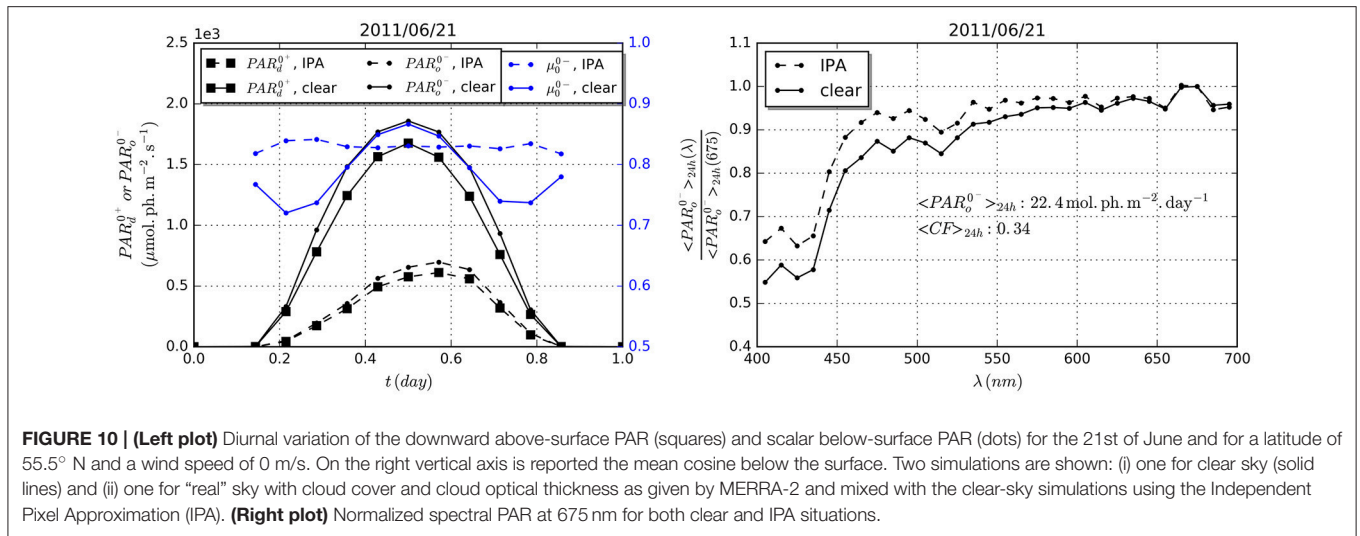 2011/06/21
1e3
2.5
2.0
1.5
1.0
0.5
0.0
PAR_d^{0+} or PAR_o^{0-}
(μmol. ph. m⁻². s⁻¹)
PAR_d^{0+}, IPA
PAR_d^{0+}, clear
PAR_o^{0-}, IPA
PAR_o^{0-}, clear
μ_0^{0-}, IPA
μ_0^{0-}, clear
1.0
0.9
0.8
0.7
0.6
0.5
0.0 0.2 0.4 0.6 0.8 1.0
t (day)
2011/06/21
1.1
1.0
0.9
0.8
0.7
0.6
0.5
0.4
<PAR_o^{0-}>_{24h}(λ)
<PAR_o^{0-}>_{24h}(675)
IPA
clear
<PAR_o^{0-}>_{24h}: 22.4 mol. ph. m⁻². day⁻¹
<CF>_{24h}: 0.34
400 450 500 550 600 650 700
λ (nm)
FIGURE 10 | (Left plot) Diurnal variation of the downward above-surface PAR (squares) and scalar below-surface PAR (dots) for the 21st of June and for a latitude of
55.5° N and a wind speed of 0 m/s. On the right vertical axis is reported the mean cosine below the surface. Two simulations are shown: (i) one for clear sky (solid
lines) and (ii) one for “real” sky with cloud cover and cloud optical thickness as given by MERRA-2 and mixed with the clear-sky simulations using the Independent
Pixel Approximation (IPA). (Right plot) Normalized spectral PAR at 675 nm for both clear and IPA situations.